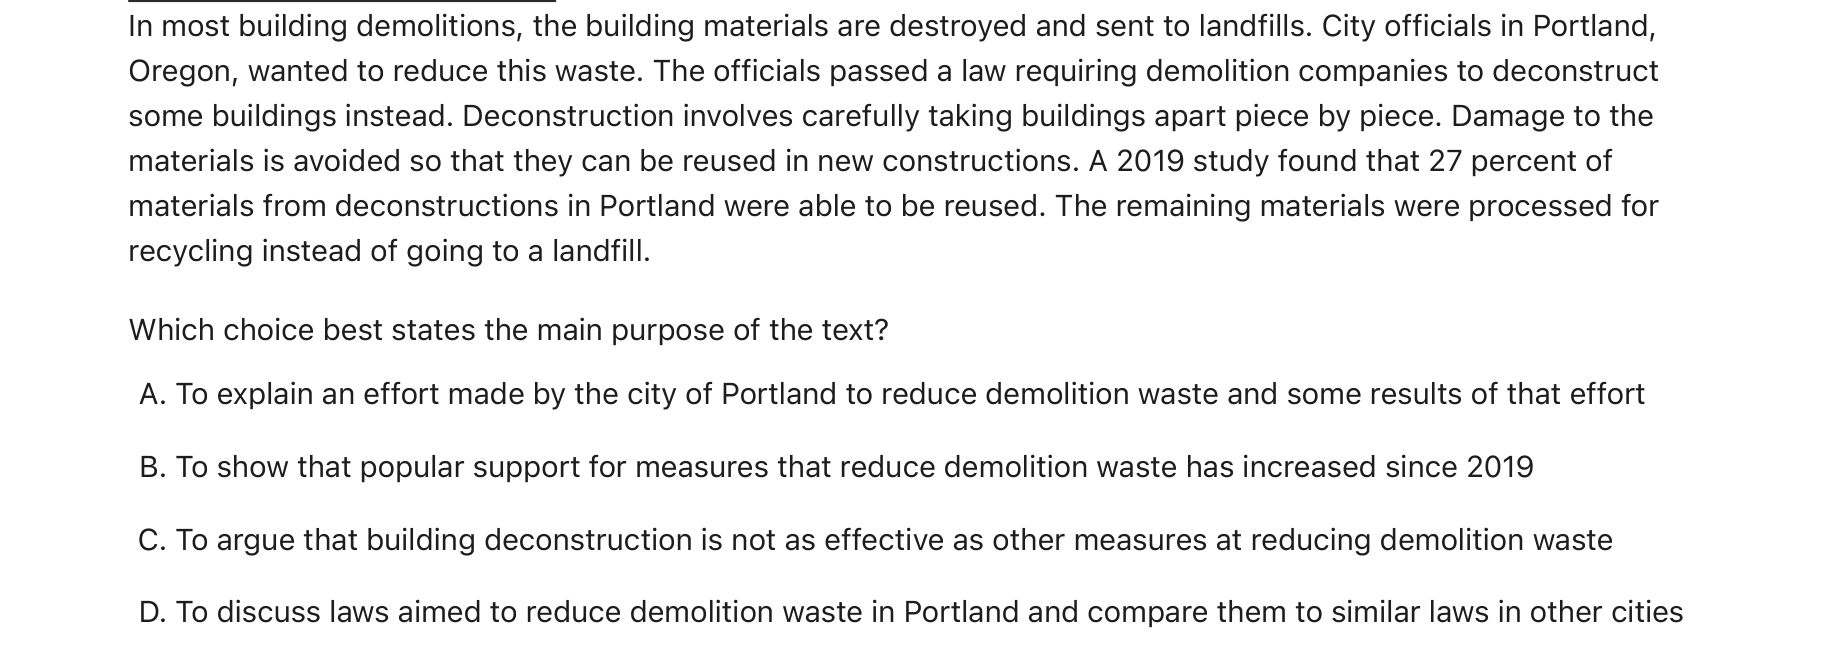 In most building demolitions, the building materials are destroyed and sent to landfills. City officials in Portland,
Oregon, wanted to reduce this waste. The officials passed a law requiring demolition companies to deconstruct
some buildings instead. Deconstruction involves carefully taking buildings apart piece by piece. Damage to the
materials is avoided so that they can be reused in new constructions. A 2019 study found that 27 percent of
materials from deconstructions in Portland were able to be reused. The remaining materials were processed for
recycling instead of going to a landfill.
Which choice best states the main purpose of the text?
A. To explain an effort made by the city of Portland to reduce demolition waste and some results of that effort
B. To show that popular support for measures that reduce demolition waste has increased since 2019
C. To argue that building deconstruction is not as effective as other measures at reducing demolition waste
D. To discuss laws aimed to reduce demolition waste in Portland and compare them to similar laws in other cities